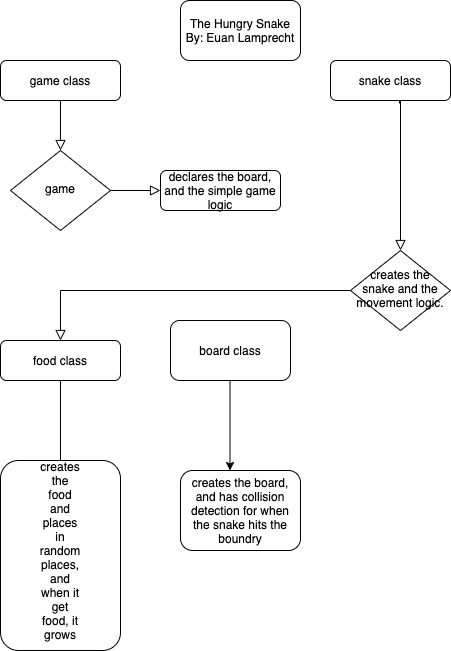 The Hungry Snake
By: Euan Lamprecht
game class
snake class
game
declares the board,
and the simple game
logic
creates the
snake and the
movement logic.
food class
board class
creates
the
food
and
places
in
random
places,
and
when it
get
food, it
grows
creates the board,
and has collision
detection for when
the snake hits the
boundry